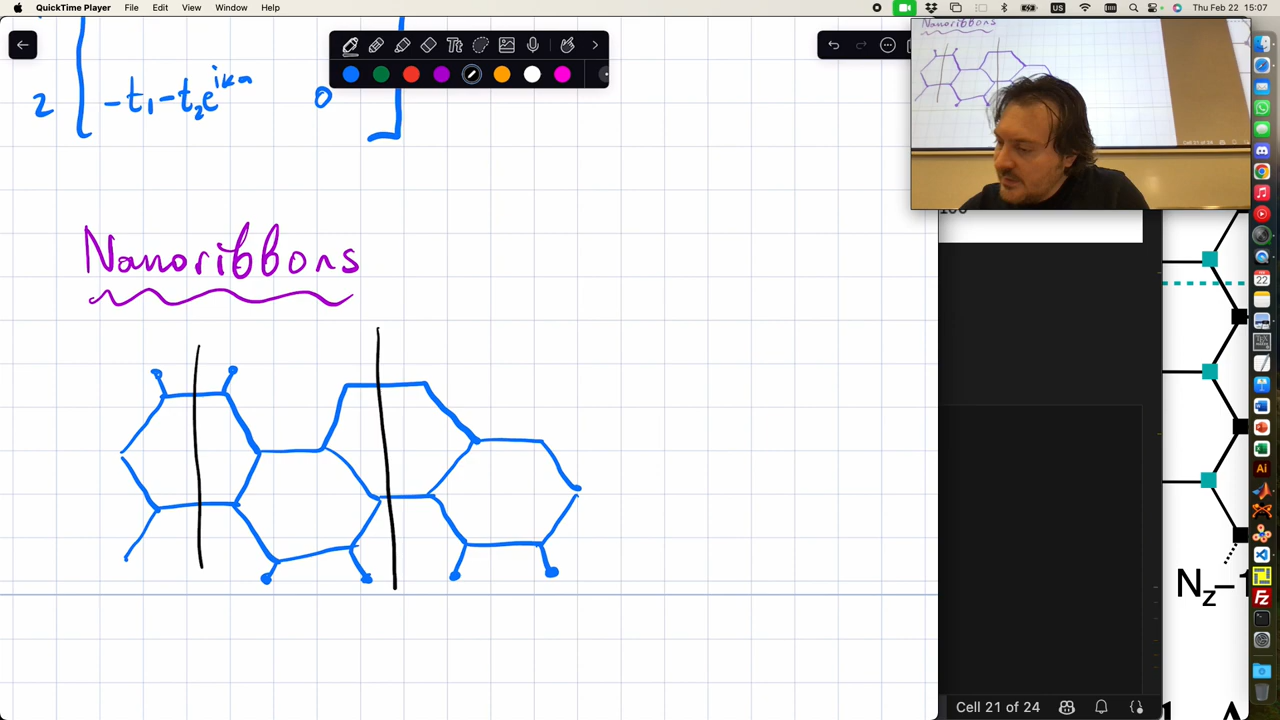 QuickTime Player File Edit View Window Help
Thu Feb 22 15:07
2 -t₁-t₂e^{ika} 0
Nanoribbons
Nanoribbons
Cell 21 of 24
N_z-1